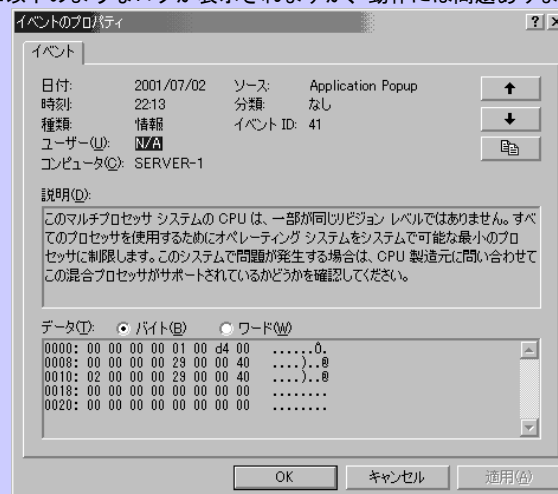 以下のようなログが表示されますが、動作には問題ありま
イベントのプロパティ
イベント
日付: 2001/07/02 ソース: Application Popup
時刻: 22:13 分類: なし
種類: 情報 イベント ID: 41
ユーザー(U): N/A
コンピュータ(C): SERVER-1
説明(D):
このマルチプロセッサ システムの CPU は、一部が同じリビジョン レベルではありません。すべ
てのプロセッサを使用するためにオペレーティング システムをシステムで可能な最小のプロ
セッサに制限します。このシステムで問題が発生する場合は、CPU 製造元に問い合わせて
この混合プロセッサがサポートされているかどうかを確認してください。
データ(T): バイト(B) ワード(W)
0000: 00 00 00 00 01 00 d4 00 ......Ô.
0008: 00 00 00 00 29 00 00 40 ....)..@
0010: 02 00 00 00 29 00 00 40 ....)..@
0018: 00 00 00 00 00 00 00 00 ........
0020: 00 00 00 00 00 00 00 00 ........
OK キャンセル 適用(A)